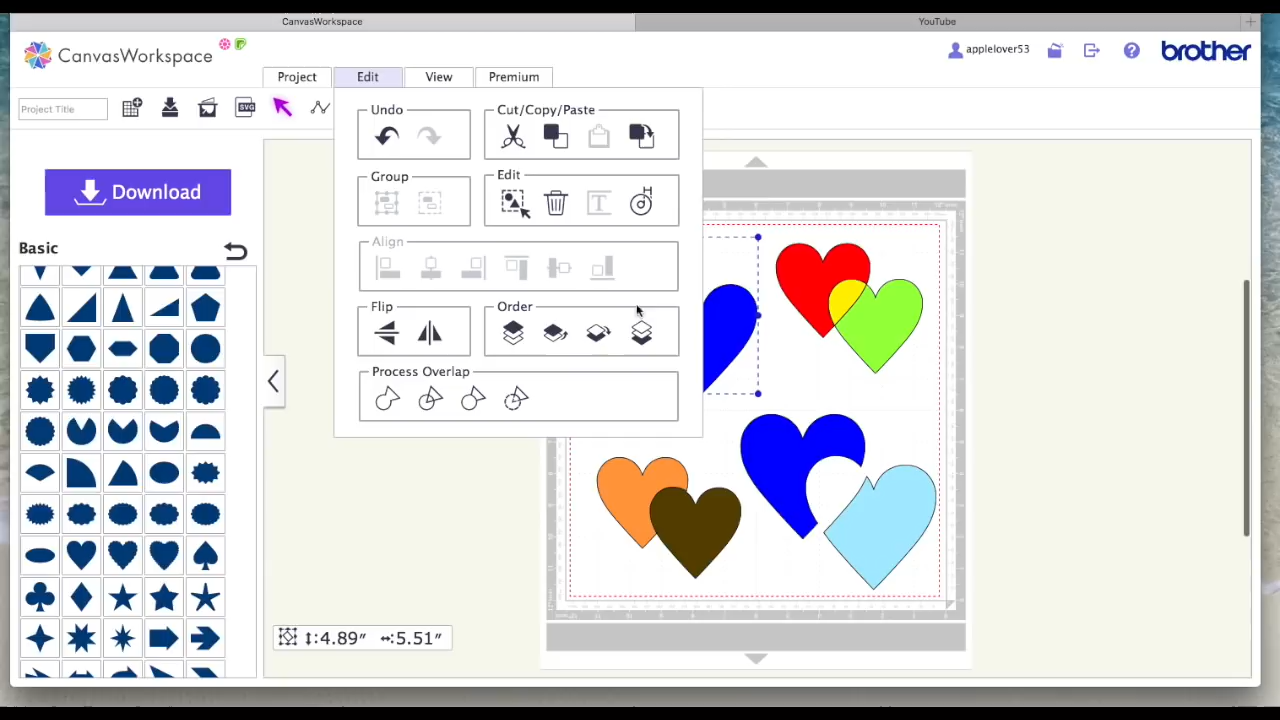 CanvasWorkspace
YouTube
CanvasWorkspace
applelover53
brother
Project
Edit
View
Premium
Project Title
SVG
Undo
Cut/Copy/Paste
Download
Group
Edit
T
H
Basic
Align
Flip
Order
Process Overlap
4.89″
5.51″